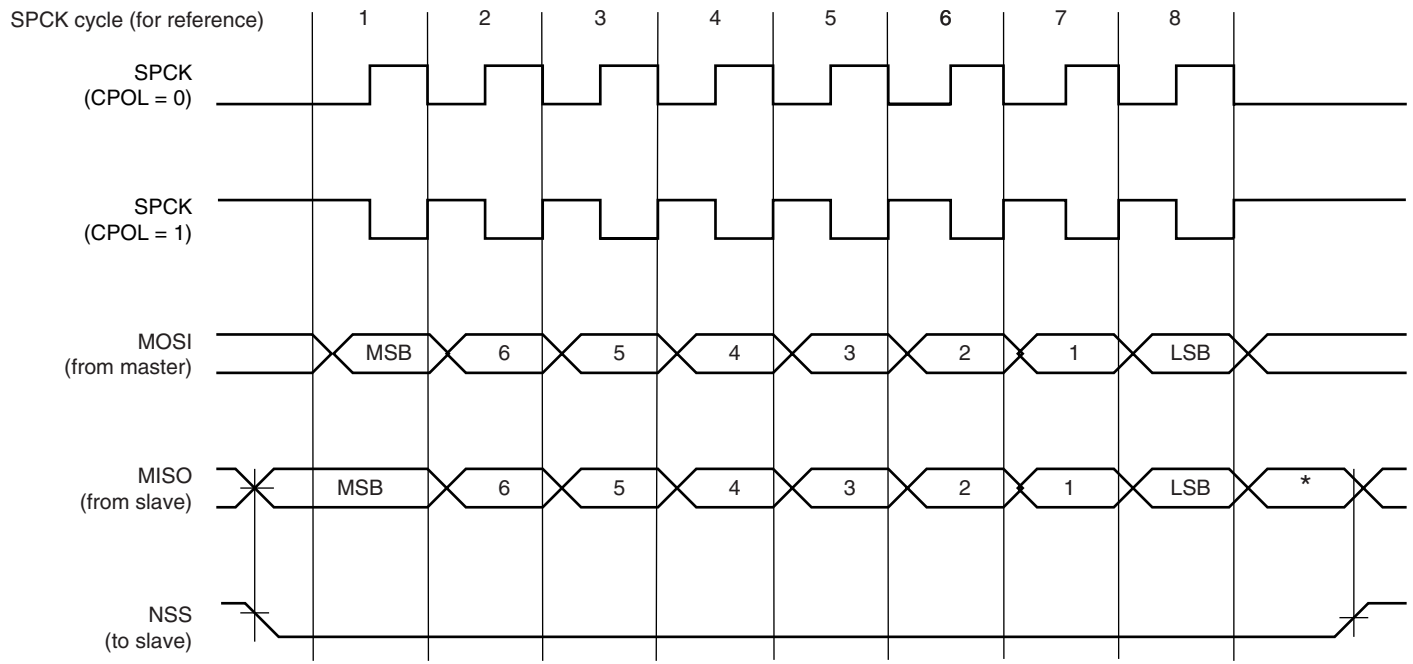 SPCK cycle (for reference) 1 2 3 4 5 6 7 8
SPCK
(CPOL = 0)
SPCK
(CPOL = 1)
MOSI
(from master)
MSB 6 5 4 3 2 1 LSB
MISO
(from slave)
MSB 6 5 4 3 2 1 LSB *
NSS
(to slave)